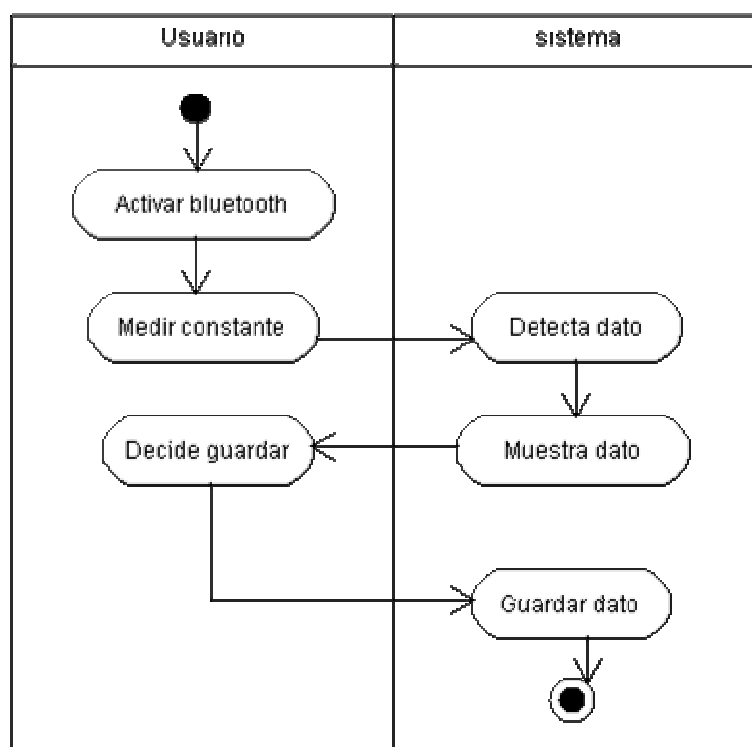 Usuario
sistema
Activar bluetooth
Medir constante
Detecta dato
Decide guardar
Muestra dato
Guardar dato